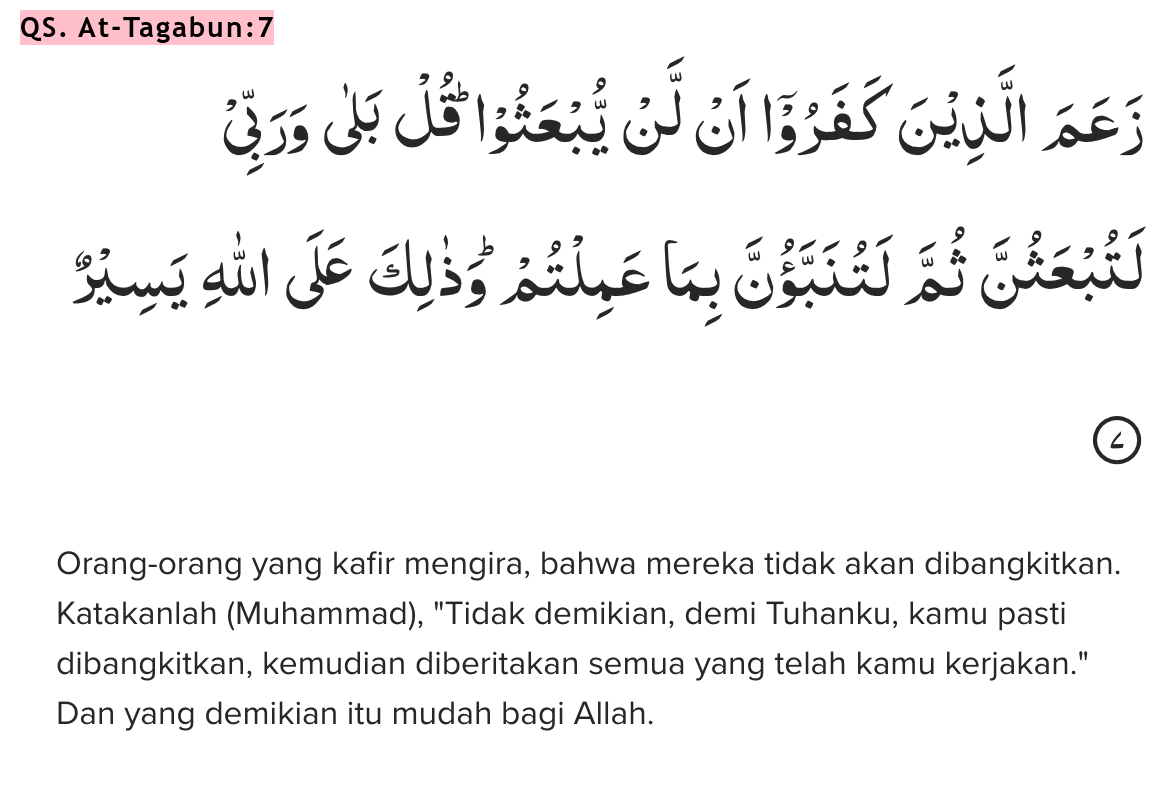 QS. At-Tagabun:7
زَعَمَ الَّذِيْنَ كَفَرُوْٓا اَنْ لَّنْ يُّبْعَثُوْاۗ قُلْ بَلٰى وَرَبِّيْ
لَتُبْعَثُنَّ ثُمَّ لَتُنَبَّؤُنَّ بِمَا عَمِلْتُمْۗ وَذٰلِكَ عَلَى اللّٰهِ يَسِيْرٌ
٧
Orang-orang yang kafir mengira, bahwa mereka tidak akan dibangkitkan.
Katakanlah (Muhammad), "Tidak demikian, demi Tuhanku, kamu pasti
dibangkitkan, kemudian diberitakan semua yang telah kamu kerjakan."
Dan yang demikian itu mudah bagi Allah.